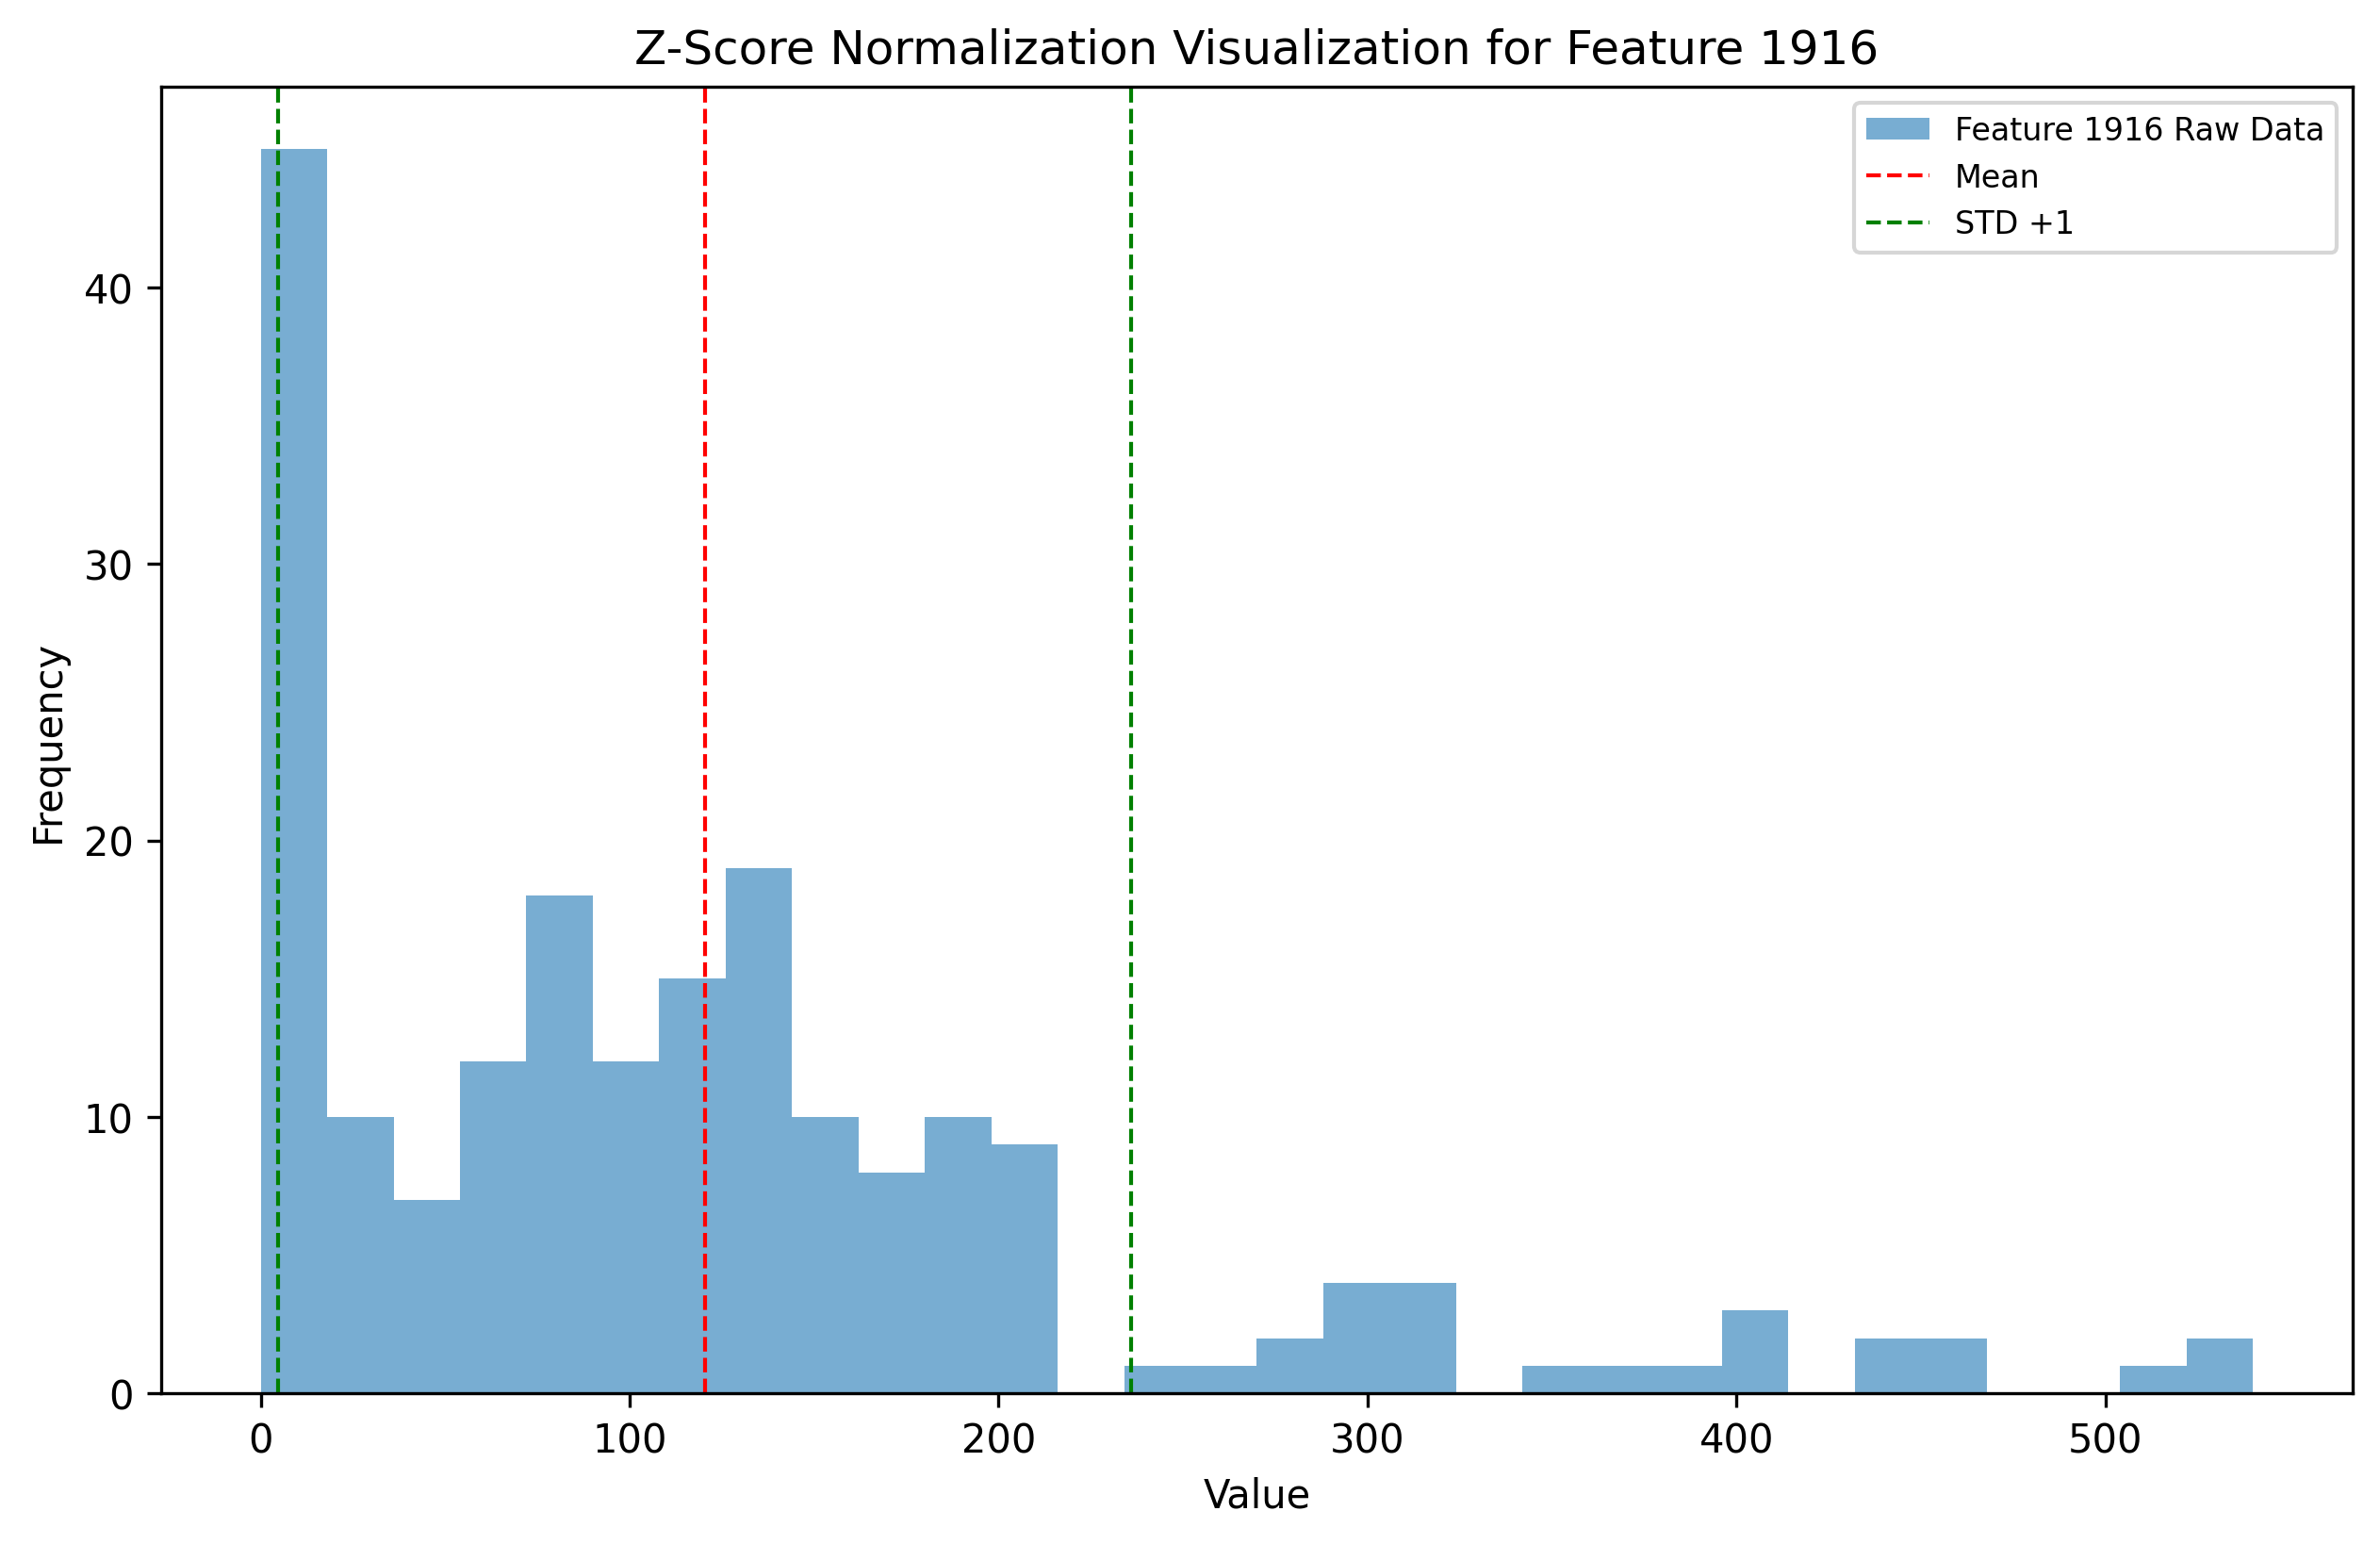 Z-Score Normalization Visualization for Feature 1916
Feature 1916 Raw Data
Mean
STD +1
40
30
20
10
0
Frequency
0 100 200 300 400 500
Value